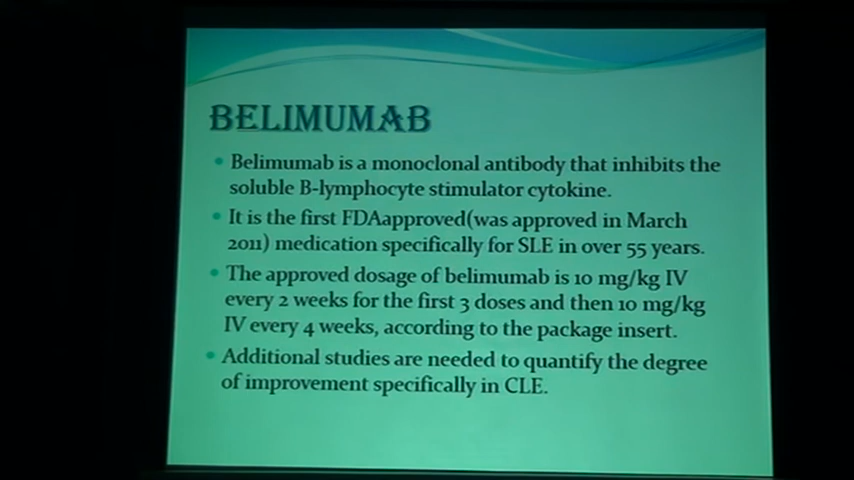 BELIMUMAB
• Belimumab is a monoclonal antibody that inhibits the
soluble B-lymphocyte stimulator cytokine.
• It is the first FDAapproved(was approved in March
2011) medication specifically for SLE in over 55 years.
• The approved dosage of belimumab is 10 mg/kg IV
every 2 weeks for the first 3 doses and then 10 mg/kg
IV every 4 weeks, according to the package insert.
• Additional studies are needed to quantify the degree
of improvement specifically in CLE.